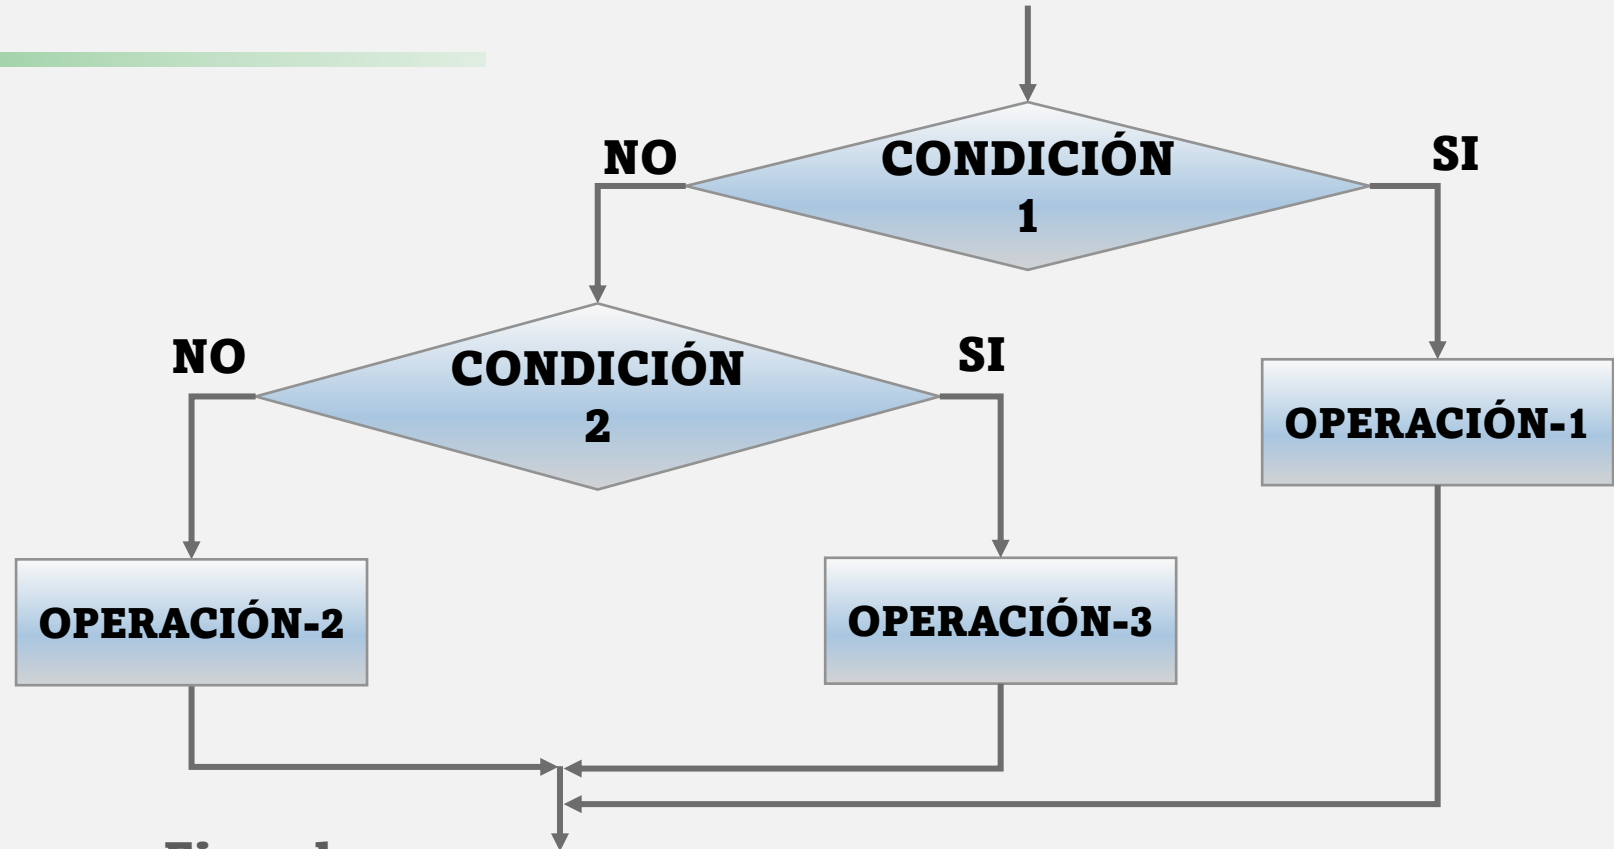 NO
CONDICIÓN
1
SI
NO
CONDICIÓN
2
SI
OPERACIÓN-1
OPERACIÓN-2
OPERACIÓN-3